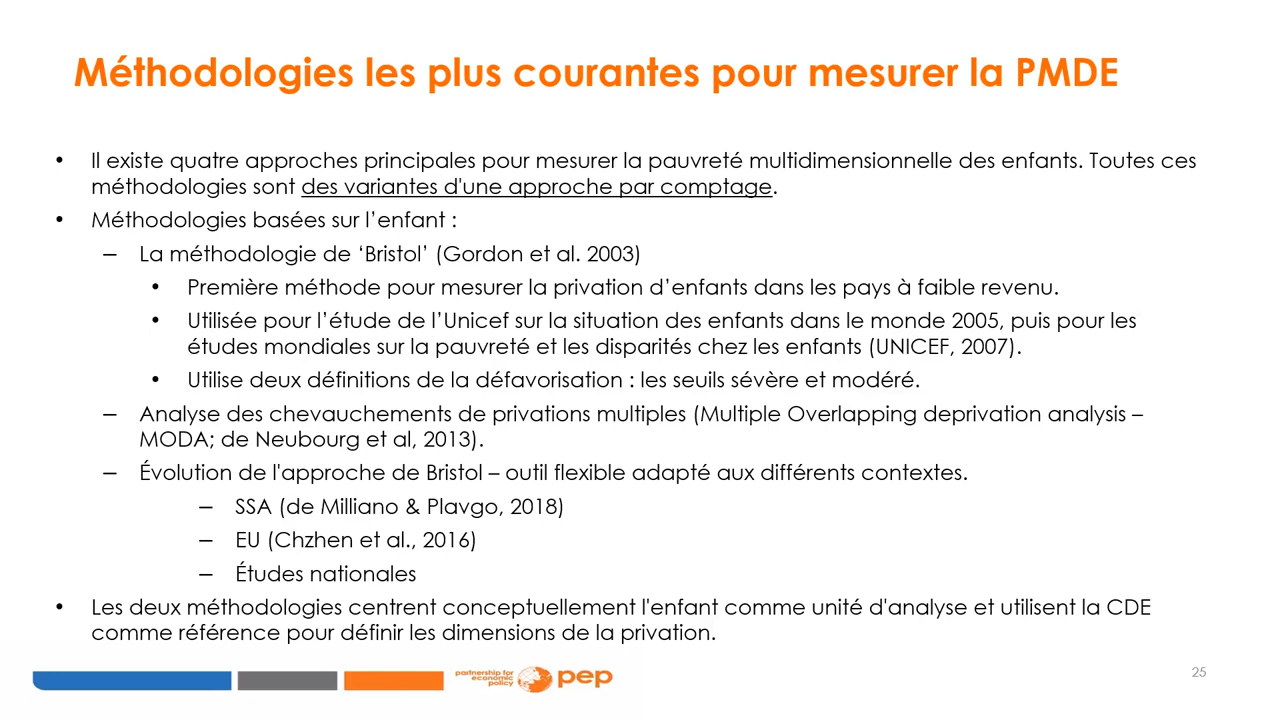 Méthodologies les plus courantes pour mesurer la PMDE
• Il existe quatre approches principales pour mesurer la pauvreté multidimensionnelle des enfants. Toutes ces
méthodologies sont des variantes d'une approche par comptage.
• Méthodologies basées sur l’enfant :
– La méthodologie de ‘Bristol’ (Gordon et al. 2003)
• Première méthode pour mesurer la privation d’enfants dans les pays à faible revenu.
• Utilisée pour l’étude de l’Unicef sur la situation des enfants dans le monde 2005, puis pour les
études mondiales sur la pauvreté et les disparités chez les enfants (UNICEF, 2007).
• Utilise deux définitions de la défavorisation : les seuils sévère et modéré.
– Analyse des chevauchements de privations multiples (Multiple Overlapping deprivation analysis –
MODA; de Neubourg et al, 2013).
– Évolution de l'approche de Bristol – outil flexible adapté aux différents contextes.
– SSA (de Milliano & Plavgo, 2018)
– EU (Chzhen et al., 2016)
– Études nationales
• Les deux méthodologies centrent conceptuellement l'enfant comme unité d'analyse et utilisent la CDE
comme référence pour définir les dimensions de la privation.
partnership for
economic
policy
pep
25